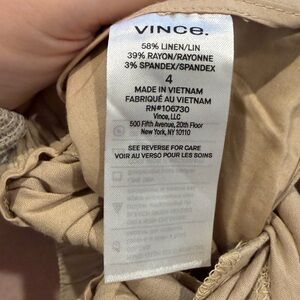 VINCE.
58% LINEN/LIN
39% RAYON/RAYONNE
3% SPANDEX/SPANDEX
4
MADE IN VIETNAM
FABRIQUÉ AU VIETNAM
RN#106730
Vince, LLC
500 Fifth Avenue, 20th Floor
New York, NY 10110
SEE REVERSE FOR CARE
VOIR AU VERSO POUR LES SOINS